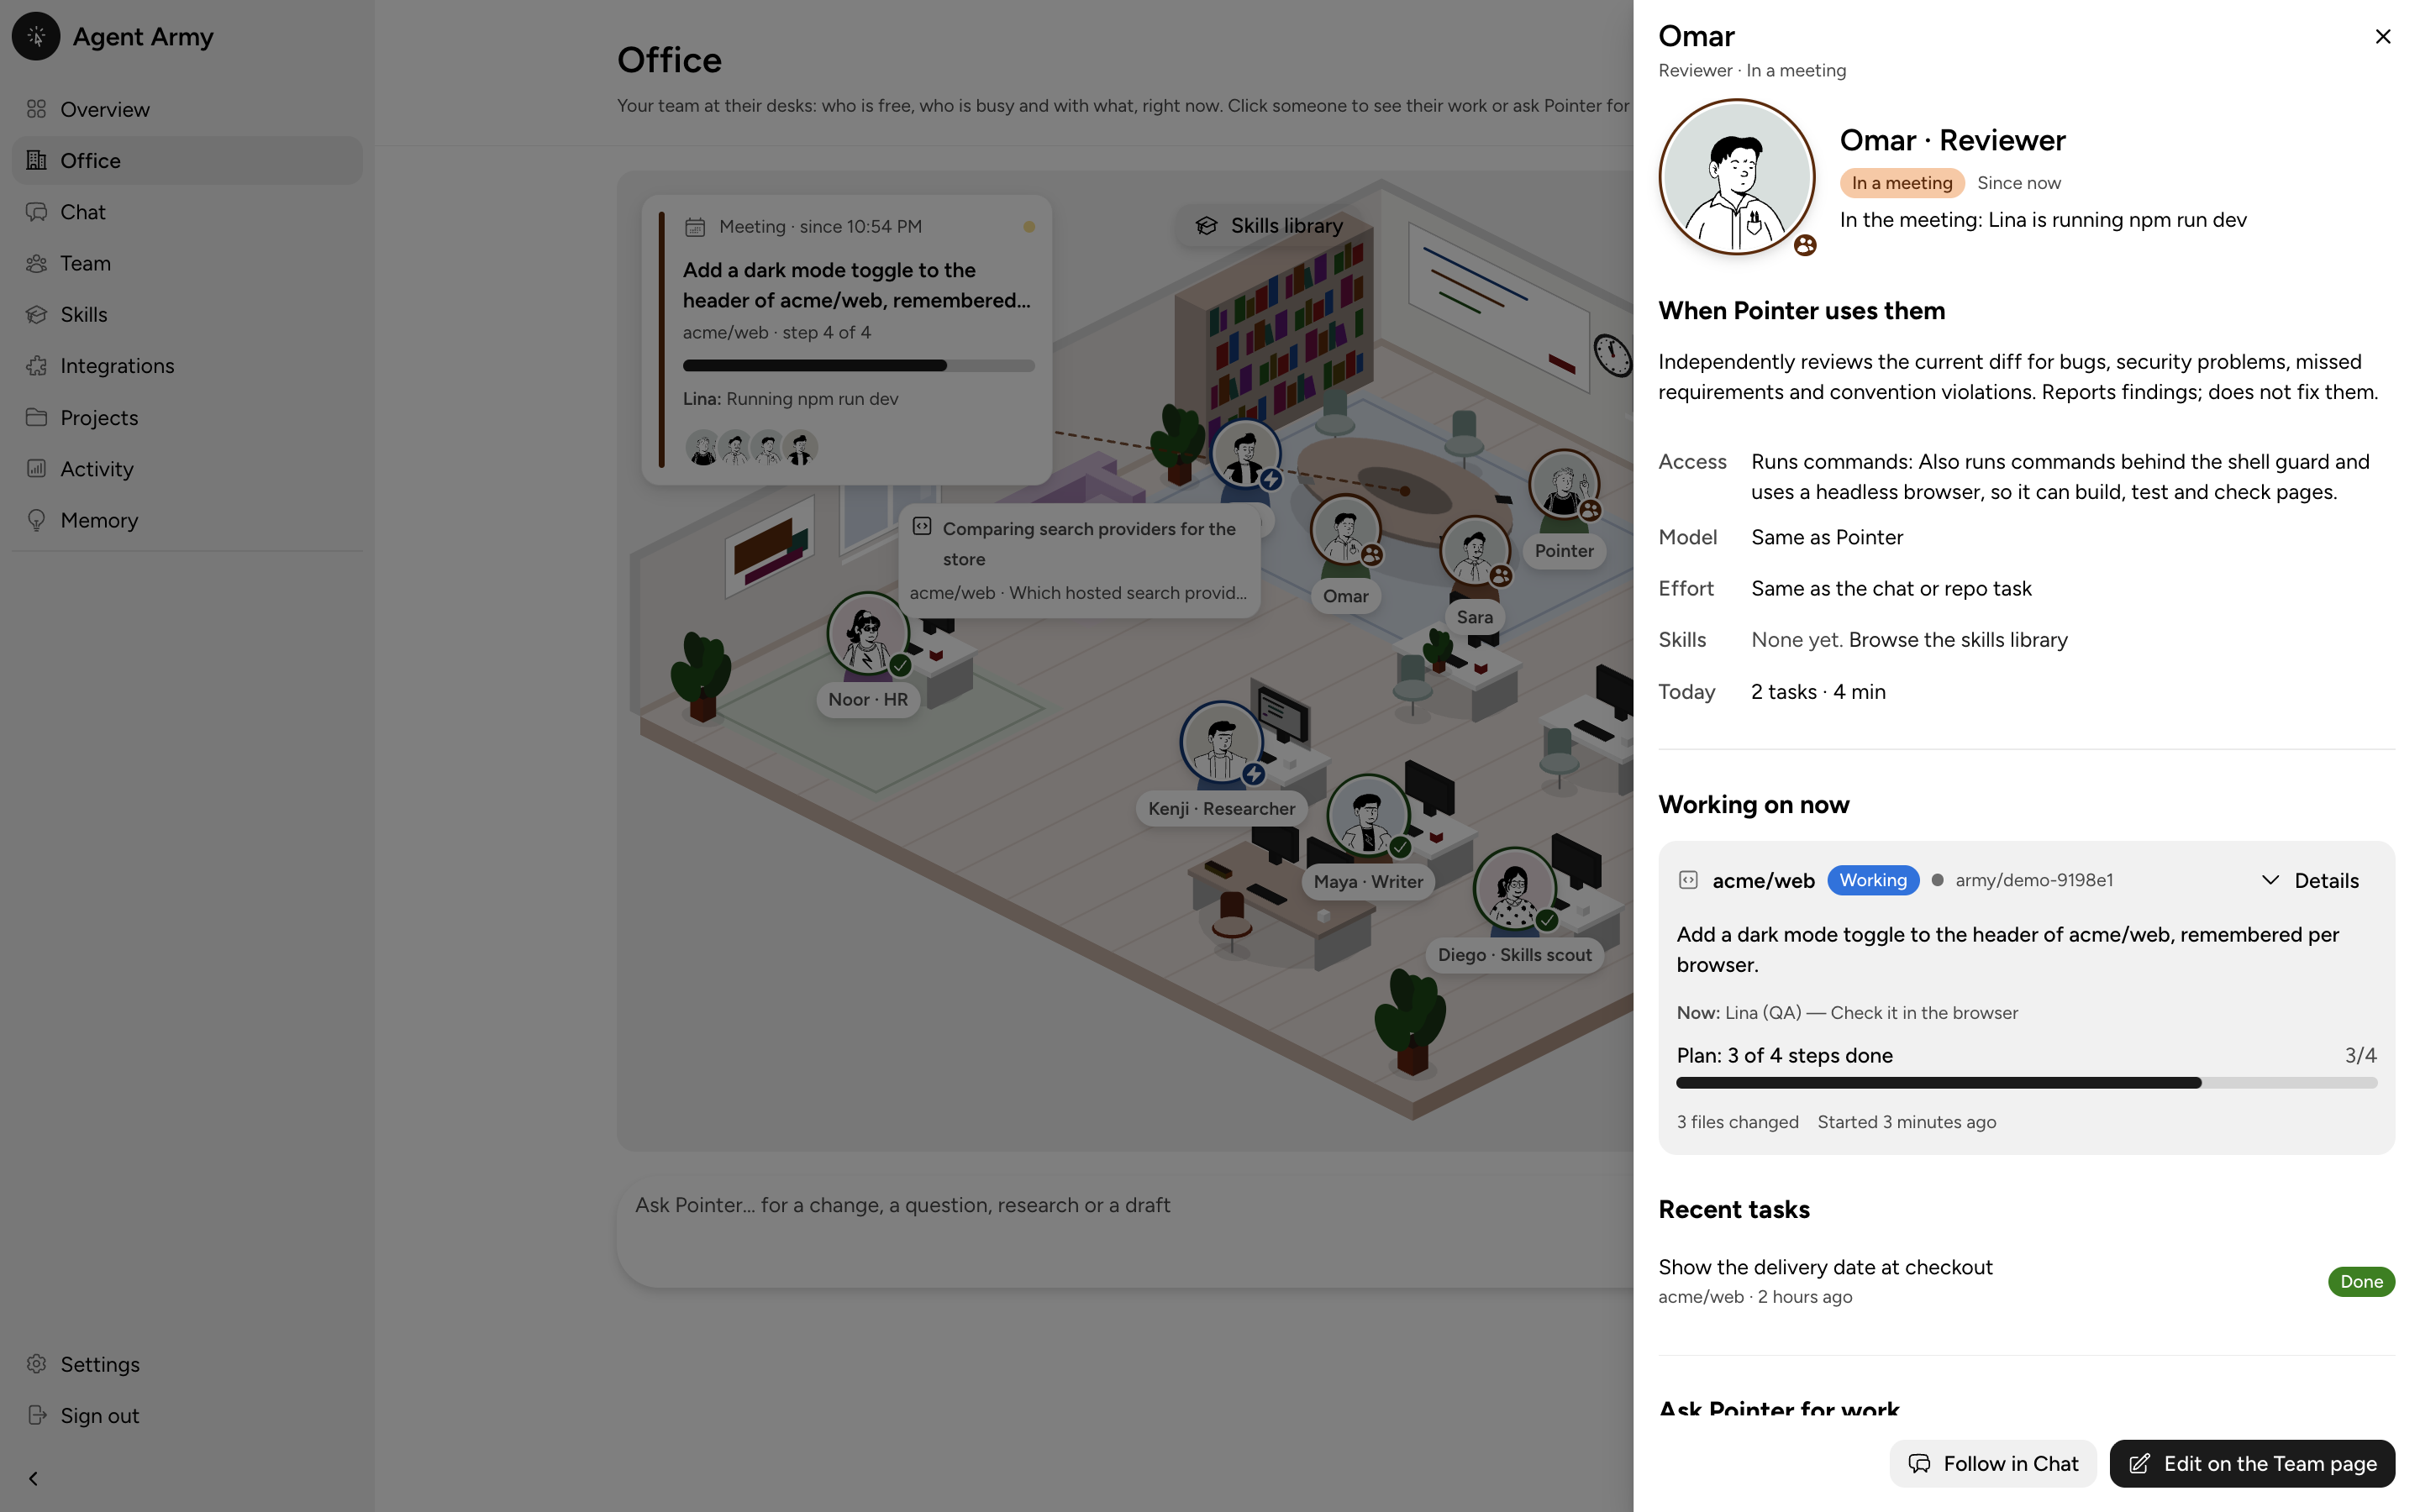 Agent Army
Overview
Office
Chat
Team
Skills
Integrations
Projects
Activity
Memory
Settings
Sign out
Office
Your team at their desks: who is free, who is busy and with what, right now. Click someone to see their work or ask Pointer for
Meeting · since 10:54 PM
Add a dark mode toggle to the
header of acme/web, remembered...
acme/web · step 4 of 4
Lina: Running npm run dev
Skills library
Comparing search providers for the
store
acme/web · Which hosted search provid...
Pointer
Omar
Sara
Noor · HR
Kenji · Researcher
Maya · Writer
Diego · Skills scout
Ask Pointer... for a change, a question, research or a draft
Omar
Reviewer · In a meeting
Omar · Reviewer
In a meeting Since now
In the meeting: Lina is running npm run dev
When Pointer uses them
Independently reviews the current diff for bugs, security problems, missed
requirements and convention violations. Reports findings; does not fix them.
Access Runs commands: Also runs commands behind the shell guard and
uses a headless browser, so it can build, test and check pages.
Model Same as Pointer
Effort Same as the chat or repo task
Skills None yet. Browse the skills library
Today 2 tasks · 4 min
Working on now
acme/web Working army/demo-9198e1 Details
Add a dark mode toggle to the header of acme/web, remembered per
browser.
Now: Lina (QA) — Check it in the browser
Plan: 3 of 4 steps done 3/4
3 files changed Started 3 minutes ago
Recent tasks
Show the delivery date at checkout
acme/web · 2 hours ago
Done
Ask Pointer for work
Follow in Chat
Edit on the Team page